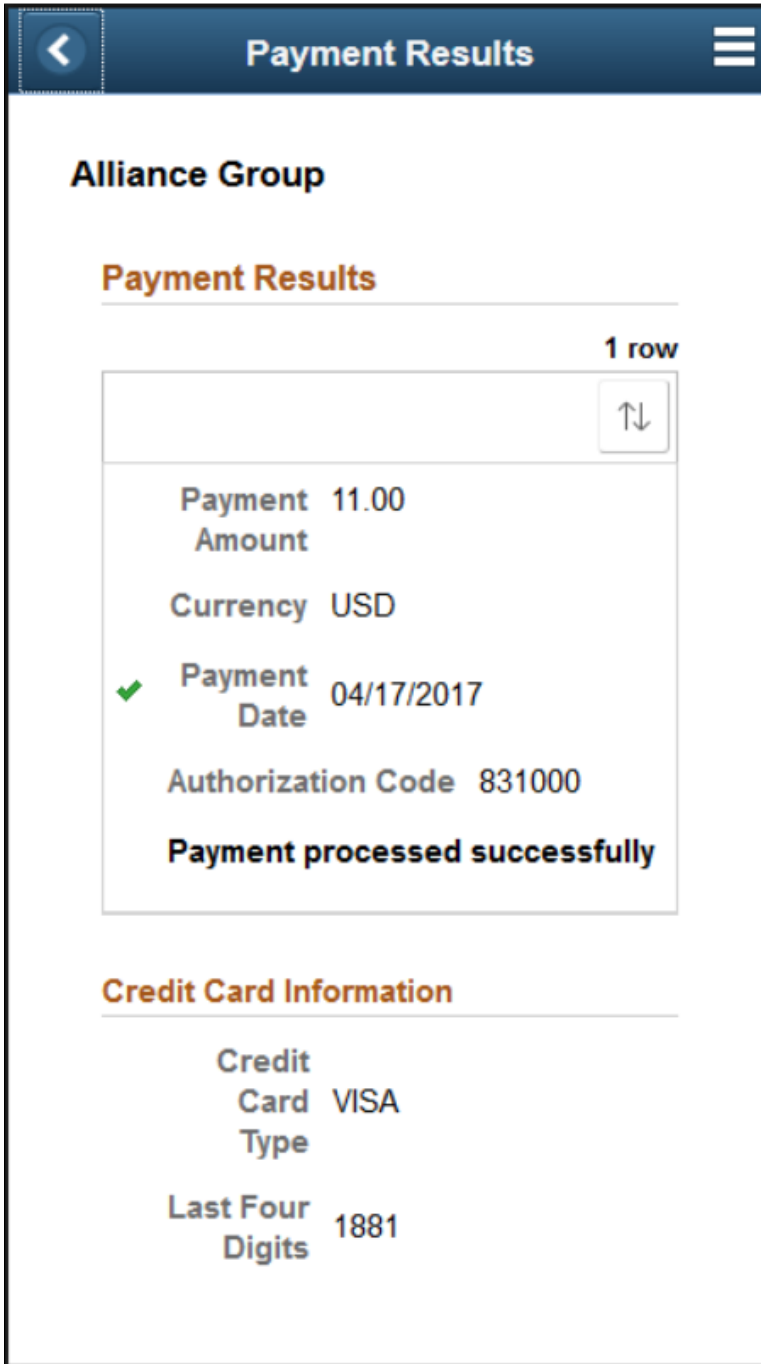 Payment Results
Alliance Group
Payment Results
1 row
Payment 11.00
Amount
Currency USD
Payment
Date 04/17/2017
Authorization Code 831000
Payment processed successfully
Credit Card Information
Credit
Card VISA
Type
Last Four
Digits 1881